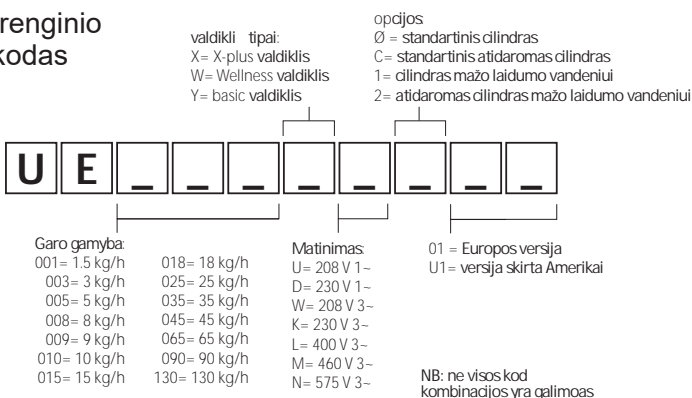 renginio
kodas
valdikli tipai:
X= X-plus valdiklis
W= Wellness valdiklis
Y= basic valdiklis
opcijos:
Ø = standartinis cilindras
C= standartinis atidaromas cilindras
1= cilindras mažo laidumo vandeniui
2= atidaromas cilindras mažo laidumo vandeniui
U E _ _ _ _ _ _ _ _
Garo gamyba:
001= 1.5 kg/h
003= 3 kg/h
005= 5 kg/h
008= 8 kg/h
009= 9 kg/h
010= 10 kg/h
015= 15 kg/h
018= 18 kg/h
025= 25 kg/h
035= 35 kg/h
045= 45 kg/h
065= 65 kg/h
090= 90 kg/h
130= 130 kg/h
Matinimas:
U= 208 V 1~
D= 230 V 1~
W= 208 V 3~
K= 230 V 3~
L= 400 V 3~
M= 460 V 3~
N= 575 V 3~
01 = Europos versija
U1= versija skirta Amerikai
NB: ne visos kod
kombinacijos yra galimoas